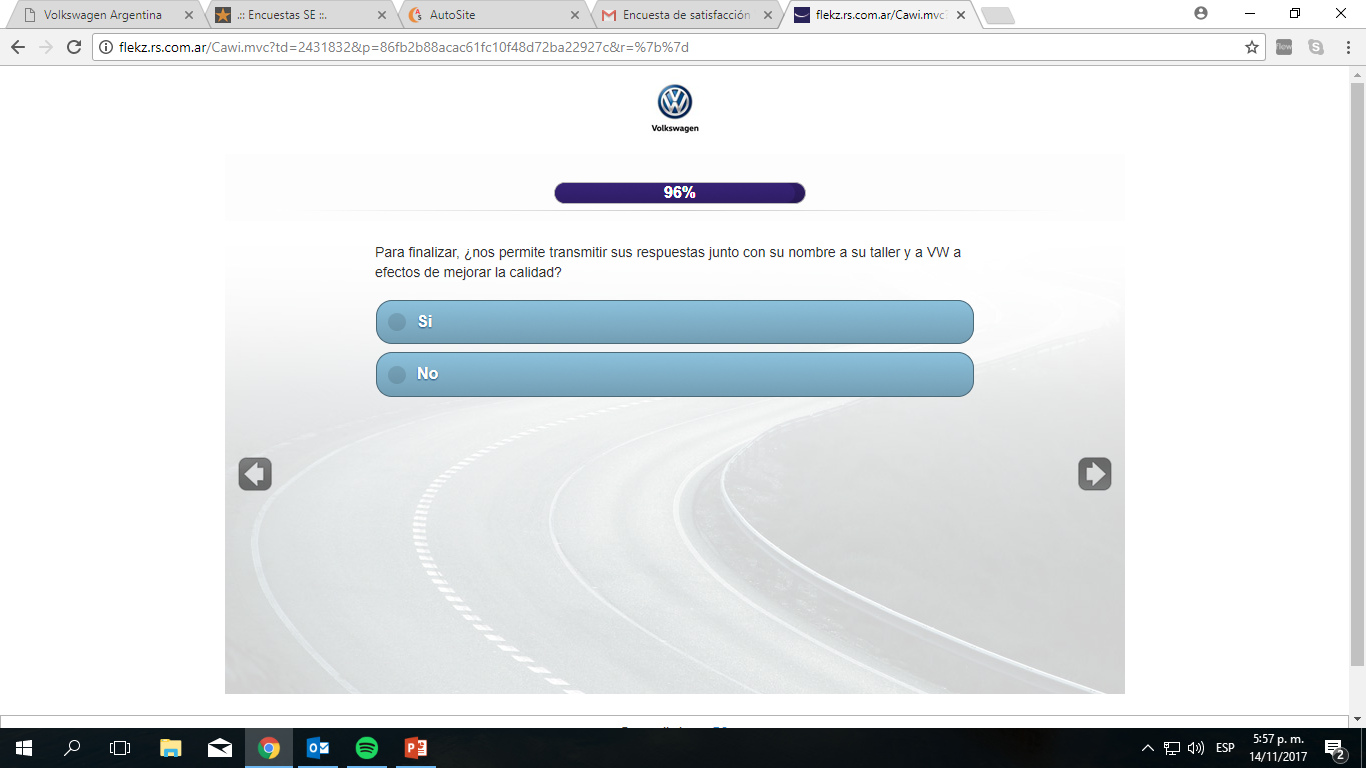 Volkswagen Argentina
.:: Encuestas SE ::.
AutoSite
Encuesta de satisfacción
flekz.rs.com.ar/Cawi.mvc
flekz.rs.com.ar/Cawi.mvc?td=2431832&p=86fb2b88acac61fc10f48d72ba22927c&r=%7b%7d
flow
Volkswagen
96%
Para finalizar, ¿nos permite transmitir sus respuestas junto con su nombre a su taller y a VW a
efectos de mejorar la calidad?
Si
No
ESP
5:57 p. m.
14/11/2017
2